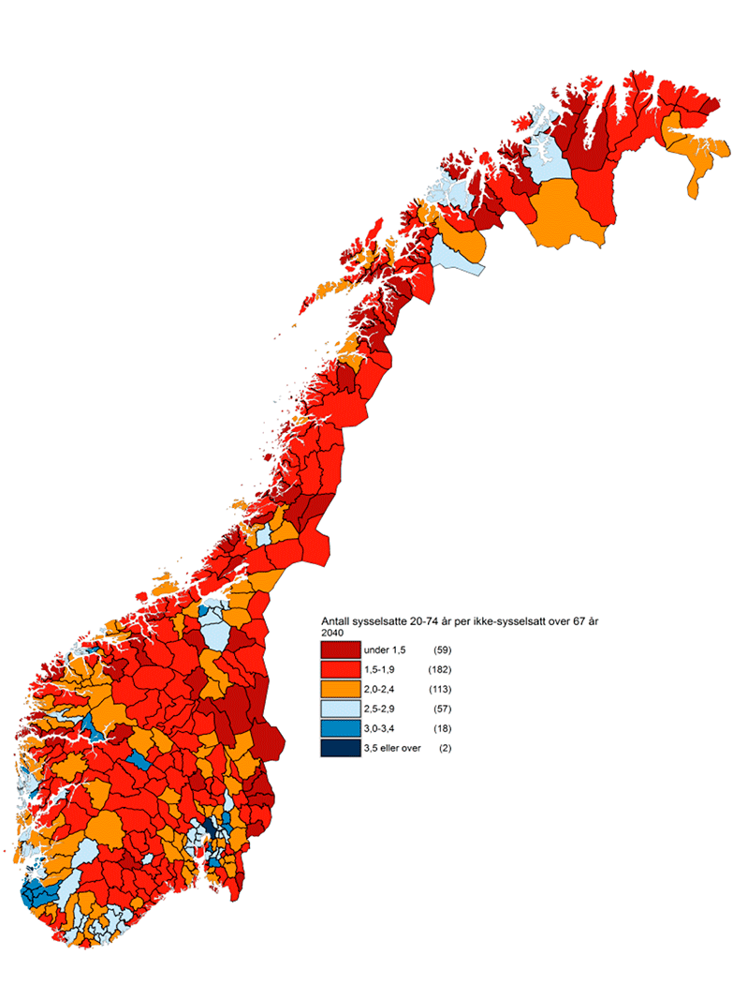 Antall sysselsatte 20-74 år per ikke-sysselsatt over 67 år
2040
under 1,5 (59)
1,5-1,9 (182)
2,0-2,4 (113)
2,5-2,9 (57)
3,0-3,4 (18)
3,5 eller over (2)